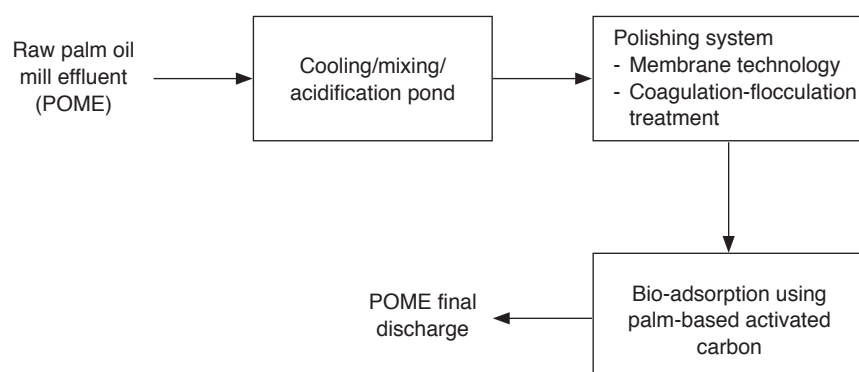 Raw palm oil
mill effluent
(POME)
Cooling/mixing/
acidification pond
Polishing system
- Membrane technology
- Coagulation-flocculation
treatment
Bio-adsorption using
palm-based activated
carbon
POME final
discharge